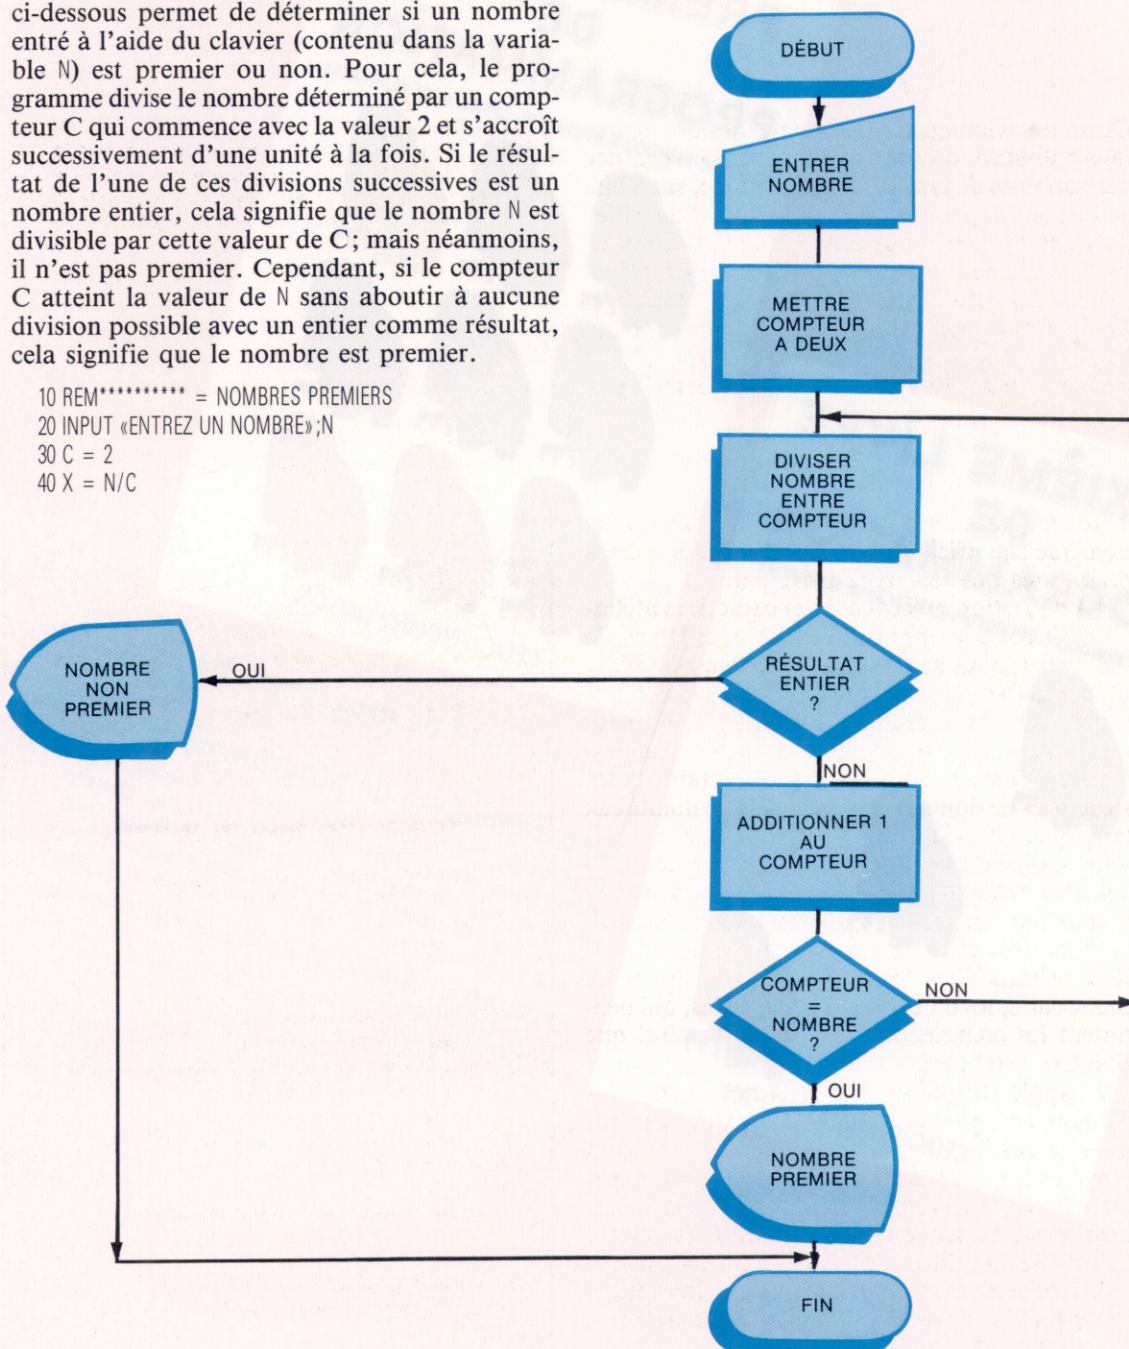 ci-dessous permet de déterminer si un nombre
entré à l'aide du clavier (contenu dans la varia-
ble N) est premier ou non. Pour cela, le pro-
gramme divise le nombre déterminé par un comp-
teur C qui commence avec la valeur 2 et s'accroît
successivement d'une unité à la fois. Si le résul-
tat de l'une de ces divisions successives est un
nombre entier, cela signifie que le nombre N est
divisible par cette valeur de C; mais néanmoins,
il n'est pas premier. Cependant, si le compteur
C atteint la valeur de N sans aboutir à aucune
division possible avec un entier comme résultat,
cela signifie que le nombre est premier.
10 REM********** = NOMBRES PREMIERS
20 INPUT «ENTREZ UN NOMBRE»;N
30 C = 2
40 X = N/C
DÉBUT
ENTRER
NOMBRE
METTRE
COMPTEUR
A DEUX
DIVISER
NOMBRE
ENTRE
COMPTEUR
RÉSULTAT
ENTIER
?
OUI
NOMBRE
NON
PREMIER
NON
ADDITIONNER 1
AU
COMPTEUR
COMPTEUR
=
NOMBRE
?
NON
OUI
NOMBRE
PREMIER
FIN